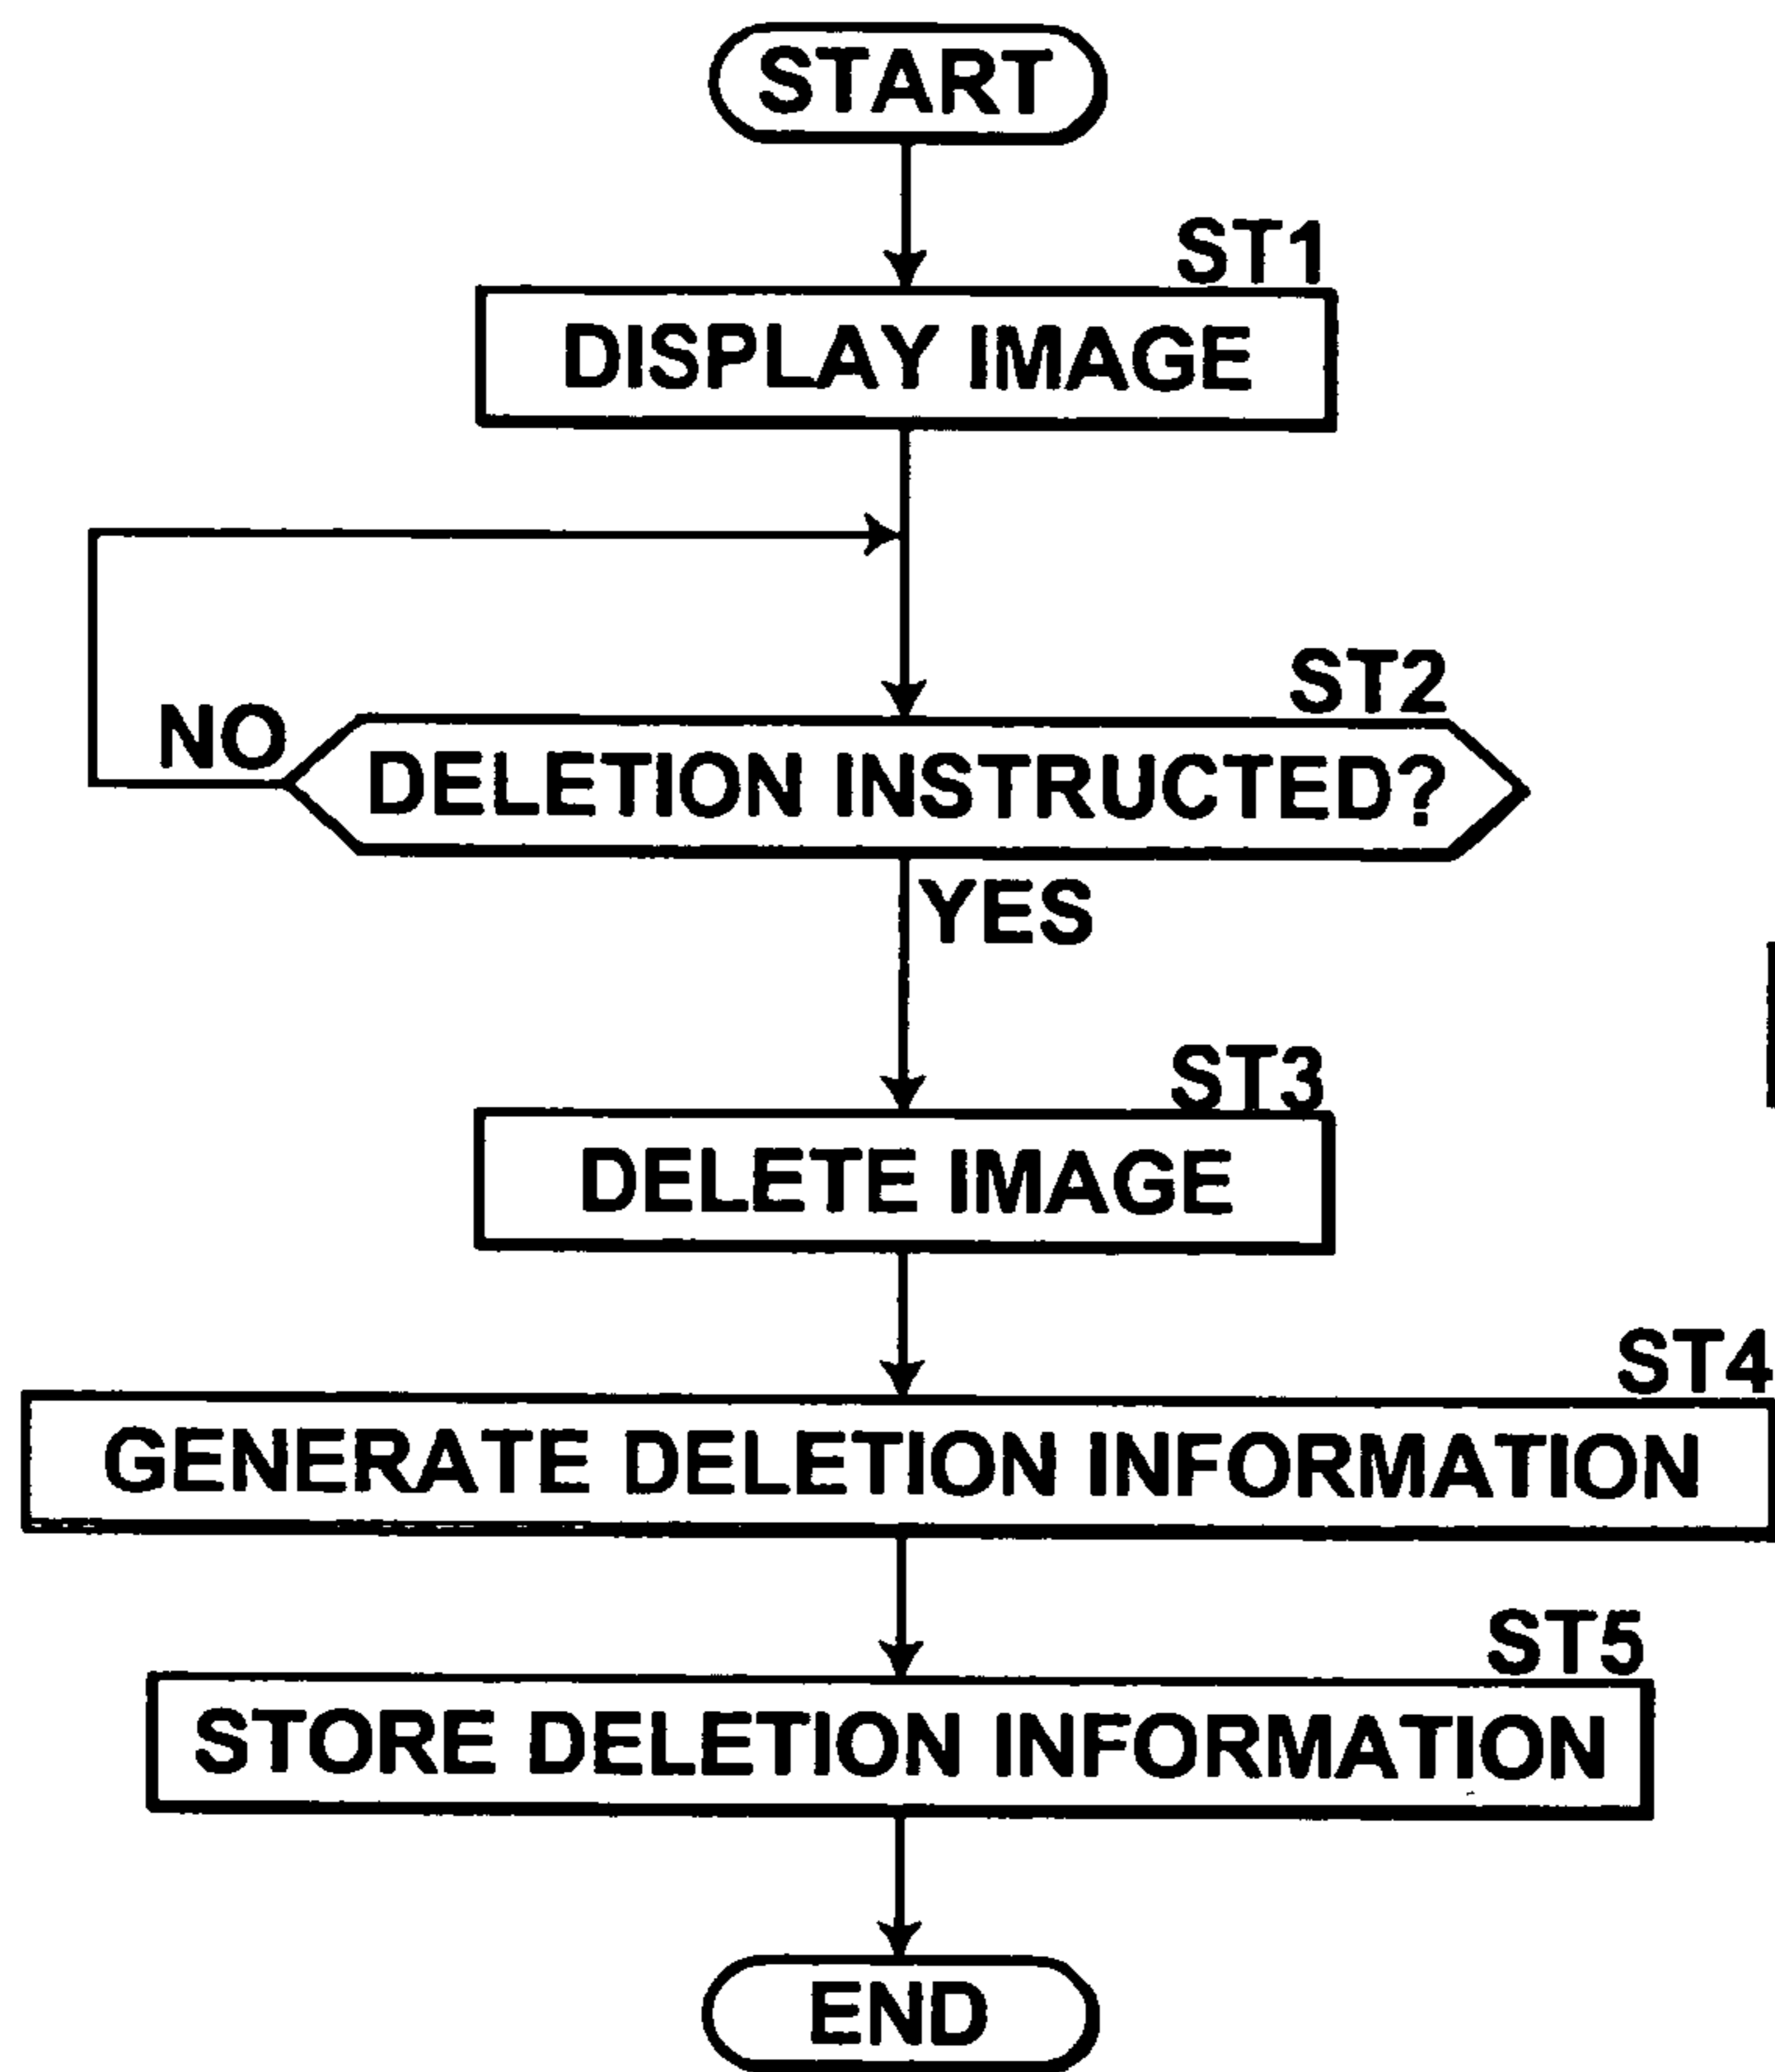 START
ST1
DISPLAY IMAGE
ST2
NO
DELETION INSTRUCTED?
YES
ST3
DELETE IMAGE
ST4
GENERATE DELETION INFORMATION
ST5
STORE DELETION INFORMATION
END